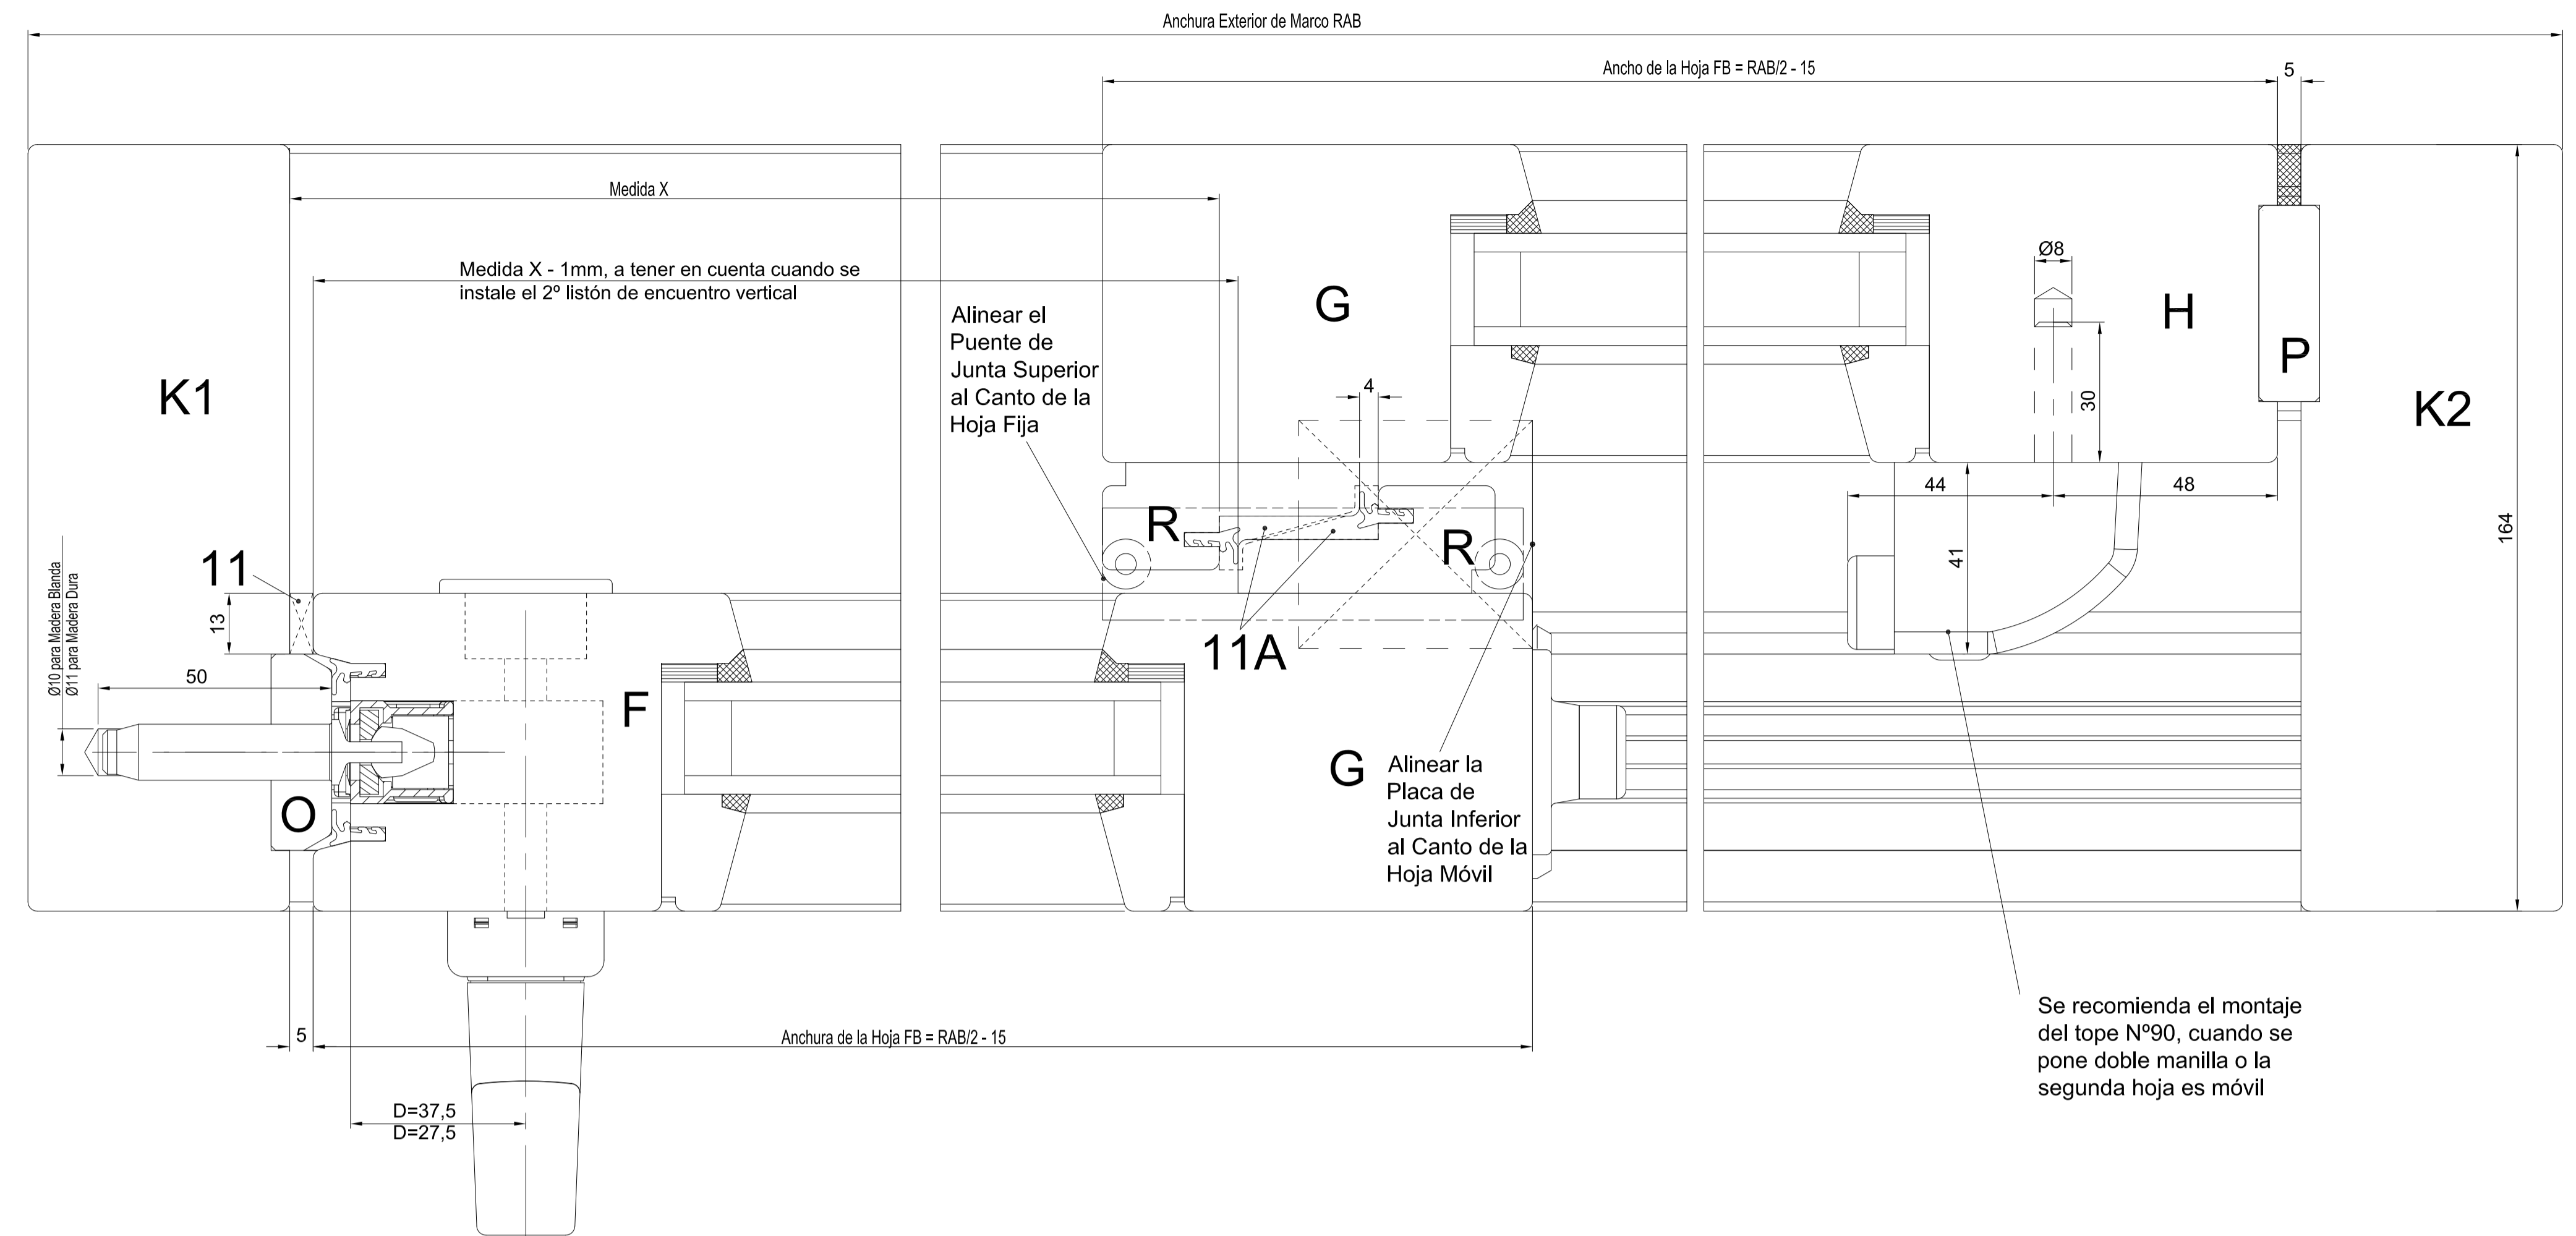 Anchura Exterior de Marco RAB
Ancho de la Hoja FB = RAB/2 - 15
5
Medida X
Medida X - 1mm, a tener en cuenta cuando se
instale el 2º listón de encuentro vertical
Alinear el
Puente de
Junta Superior
al Canto de la
Hoja Fija
G
Ø8
H
P
K1
K2
4
30
R
R
44
48
41
164
11
11A
13
Ø10 para Madera Blanda
Ø11 para Madera Dura
50
F
O
G
Alinear la
Placa de
Junta Inferior
al Canto de la
Hoja Móvil
5
Anchura de la Hoja FB = RAB/2 - 15
D=37,5
D=27,5
Se recomienda el montaje
del tope Nº90, cuando se
pone doble manilla o la
segunda hoja es móvil